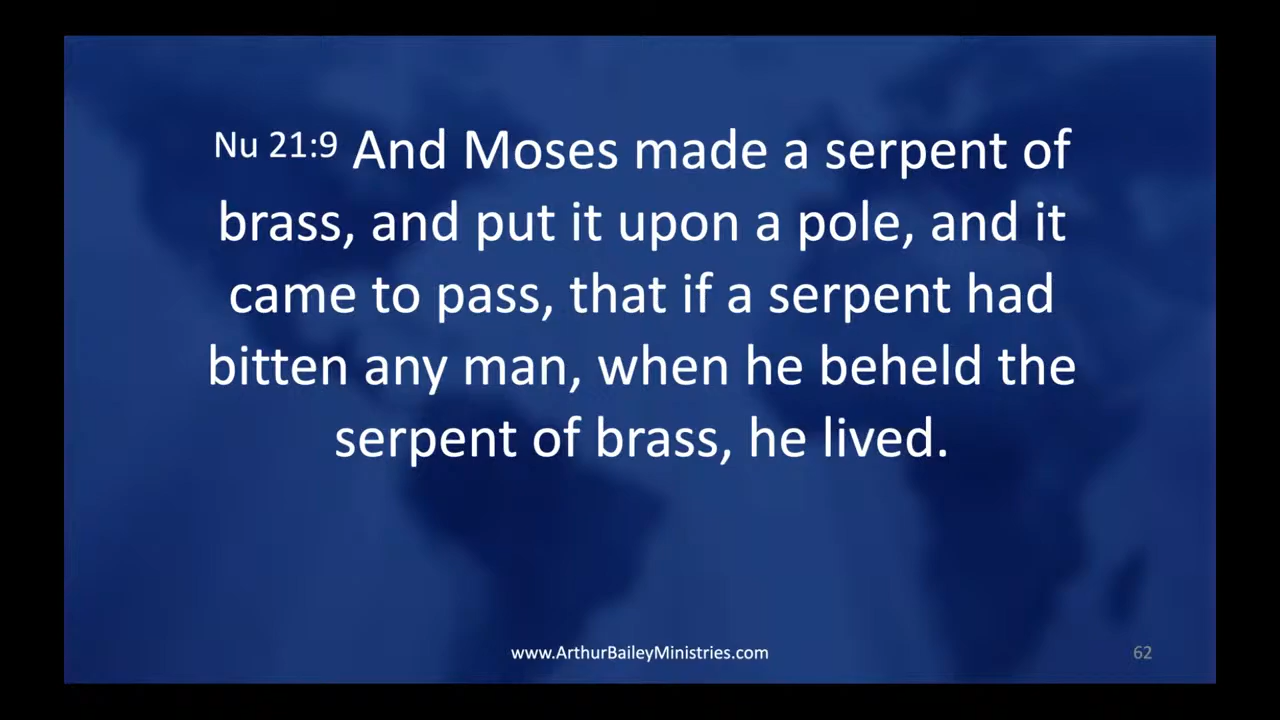 Nu 21:9 And Moses made a serpent of
brass, and put it upon a pole, and it
came to pass, that if a serpent had
bitten any man, when he beheld the
serpent of brass, he lived.
www.ArthurBaileyMinistries.com
62